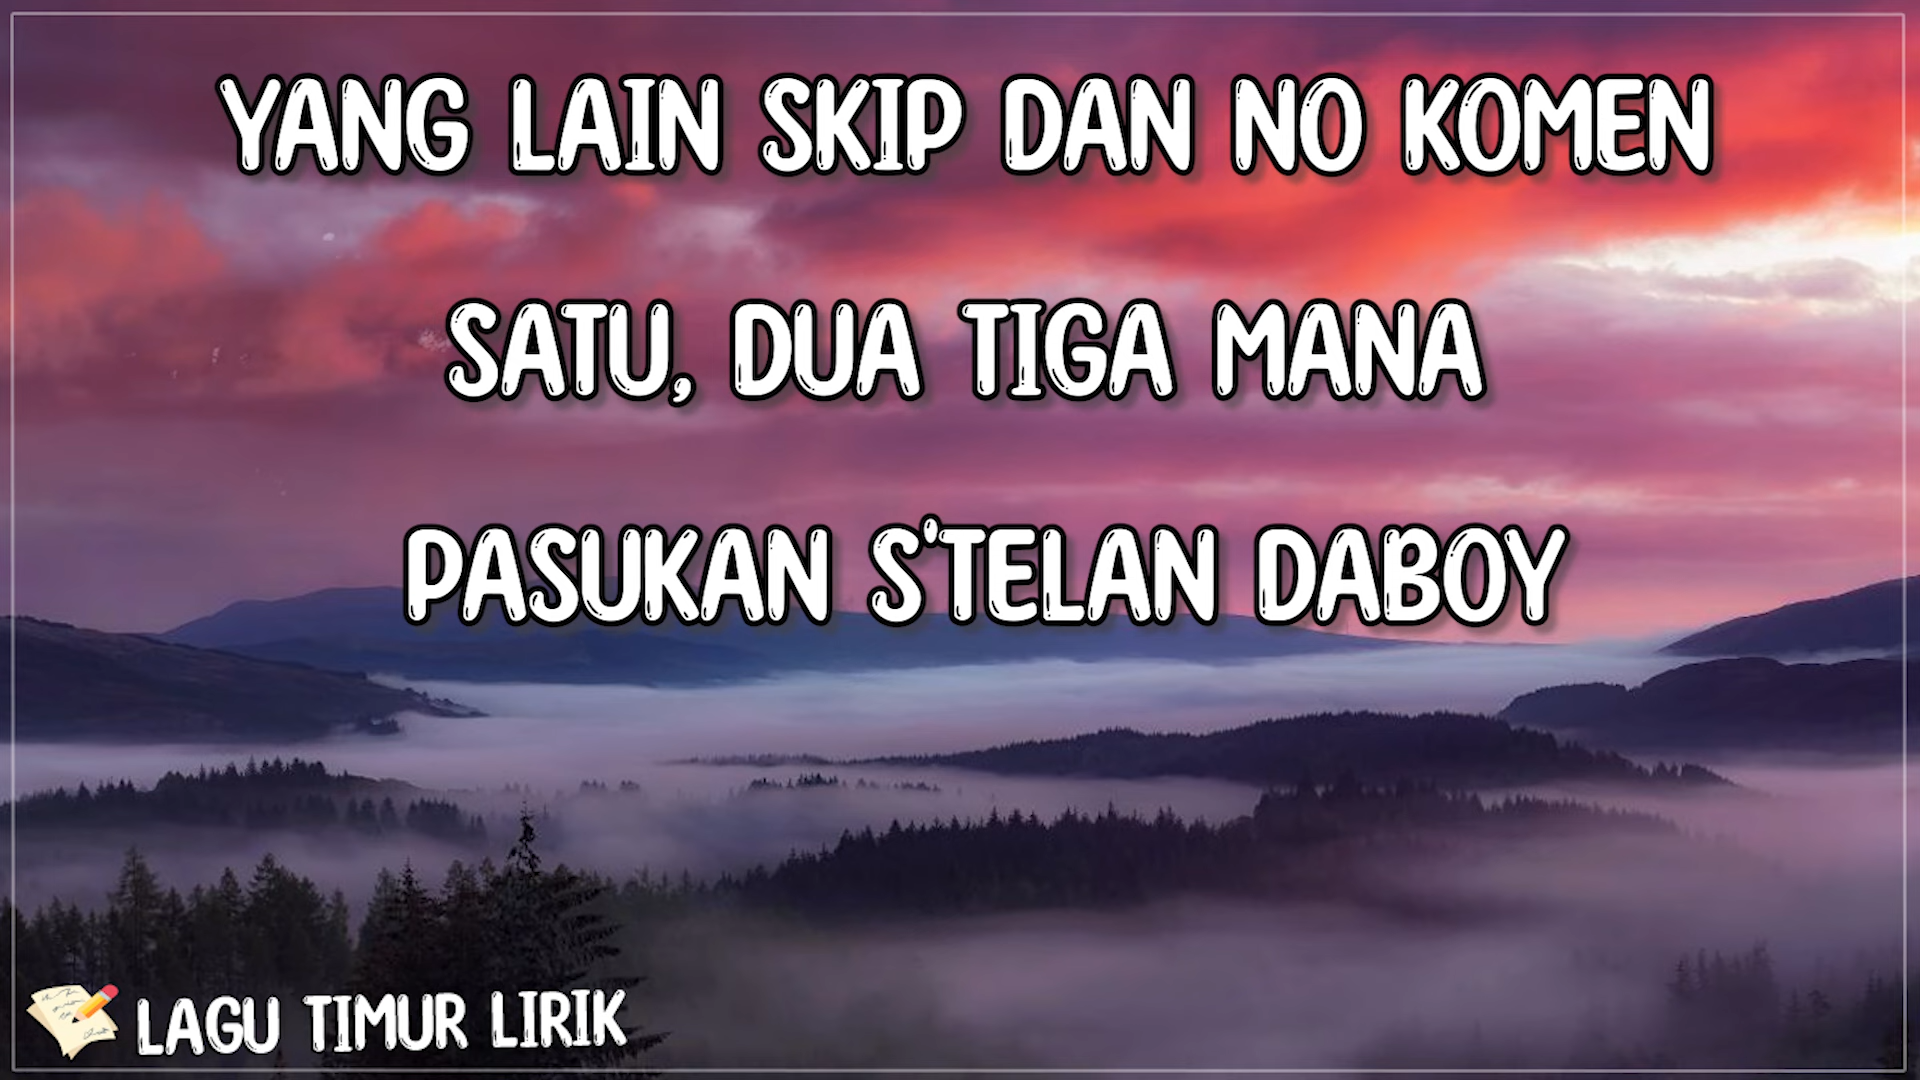 YANG LAIN SKIP DAN NO KOMEN
SATU, DUA TIGA MANA
PASUKAN S'TELAN DABOY
LAGU TIMUR LIRIK